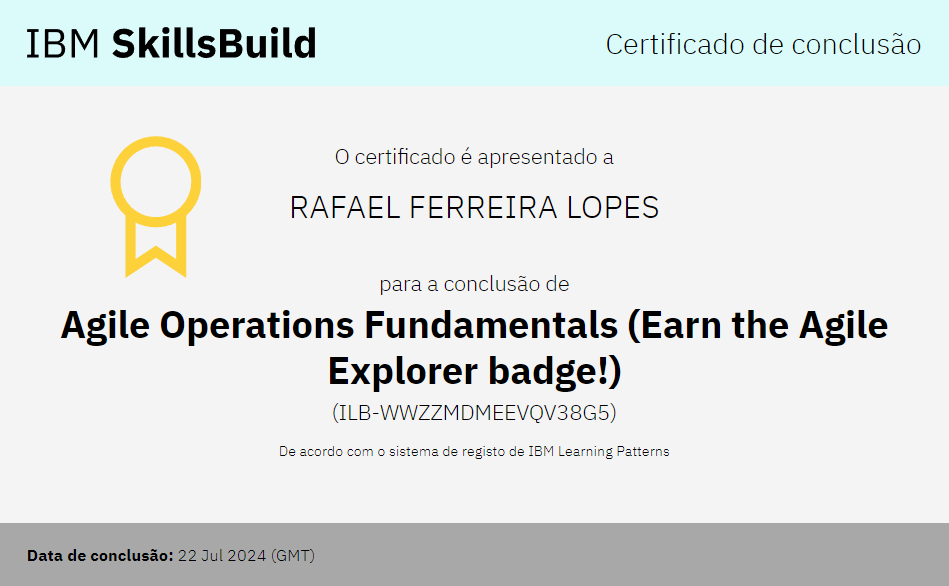 IBM SkillsBuild
Certificado de conclusão
O certificado é apresentado a
RAFAEL FERREIRA LOPES
para a conclusão de
Agile Operations Fundamentals (Earn the Agile
Explorer badge!)
(ILB-WWZZMDMEEVQV38G5)
De acordo com o sistema de registo de IBM Learning Patterns
Data de conclusão: 22 Jul 2024 (GMT)